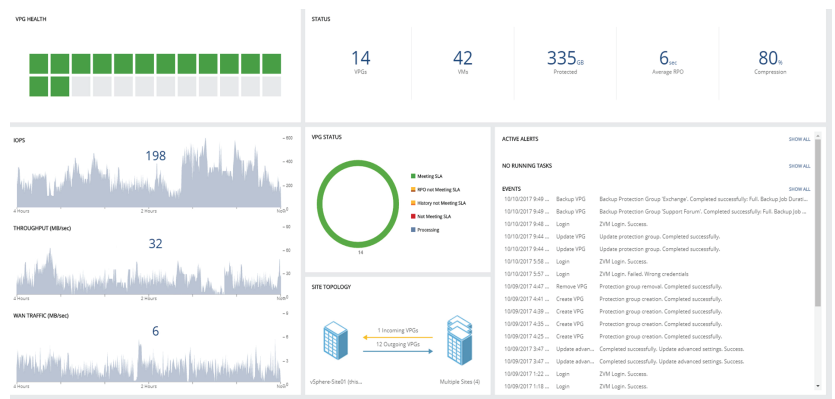 VPG HEALTH
STATUS
14
VPGs
42
VMs
335GB
Protected
6sec
Average RPO
80%
Compression
IOPS
198
600
400
200
0
4 Hours
2 Hours
Now
THROUGHPUT (MB/sec)
32
30
0
4 Hours
2 Hours
Now
WAN TRAFFIC (MB/sec)
6
0
4 Hours
2 Hours
Now
VPG STATUS
Meeting SLA
RPO not Meeting SLA
History not Meeting SLA
Not Meeting SLA
Processing
14
SITE TOPOLOGY
1 Incoming VPGs
12 Outgoing VPGs
vSphere-Site01 (this...
Multiple Sites (4)
ACTIVE ALERTS SHOW ALL
NO RUNNING TASKS SHOW ALL
EVENTS SHOW ALL
10/10/2017 9:49 ... Backup VPG Backup Protection Group 'Exchange'. Completed successfully: Full. Backup Job Durati...
10/10/2017 9:49 ... Backup VPG Backup Protection Group 'Support Forum'. Completed successfully: Full. Backup Job ...
10/10/2017 9:48 ... Login ZVM Login. Success.
10/10/2017 9:44 ... Update VPG Update protection group. Completed successfully.
10/10/2017 9:44 ... Update VPG Update protection group. Completed successfully.
10/10/2017 5:58 ... Login ZVM Login. Success.
10/10/2017 5:57 ... Login ZVM Login. Failed. Wrong credentials
10/09/2017 4:47 ... Remove VPG Protection group removal. Completed successfully.
10/09/2017 4:41 ... Create VPG Protection group creation. Completed successfully.
10/09/2017 4:39 ... Create VPG Protection group creation. Completed successfully.
10/09/2017 4:35 ... Create VPG Protection group creation. Completed successfully.
10/09/2017 4:25 ... Create VPG Protection group creation. Completed successfully.
10/09/2017 3:47 ... Update advan... Completed successfully. Update advanced settings. Success.
10/09/2017 3:47 ... Update advan... Completed successfully. Update advanced settings. Success.
10/09/2017 1:22 ... Login ZVM Login. Success.
10/09/2017 1:18 ... Login ZVM Login. Success.